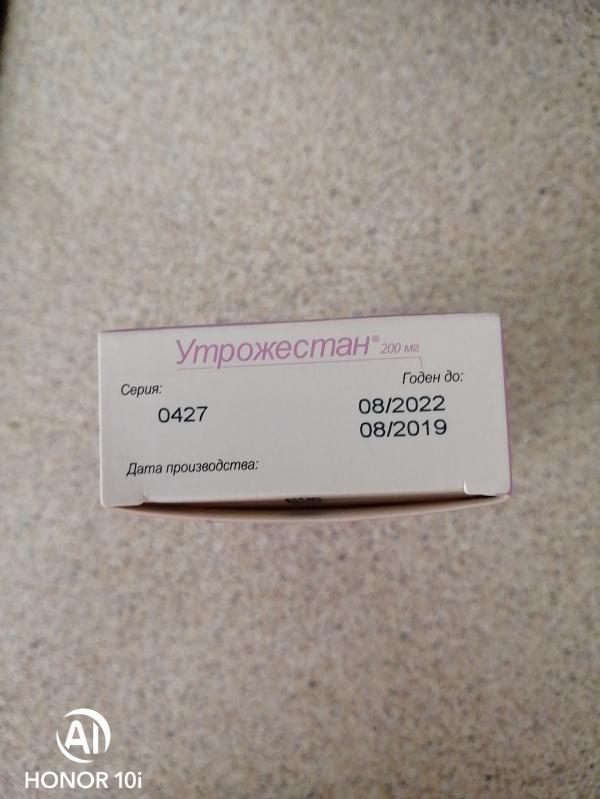 Утрожестан® 200 мг
Серия:
Годен до:
0427
08/2022
08/2019
Дата производства:
AI
HONOR 10i